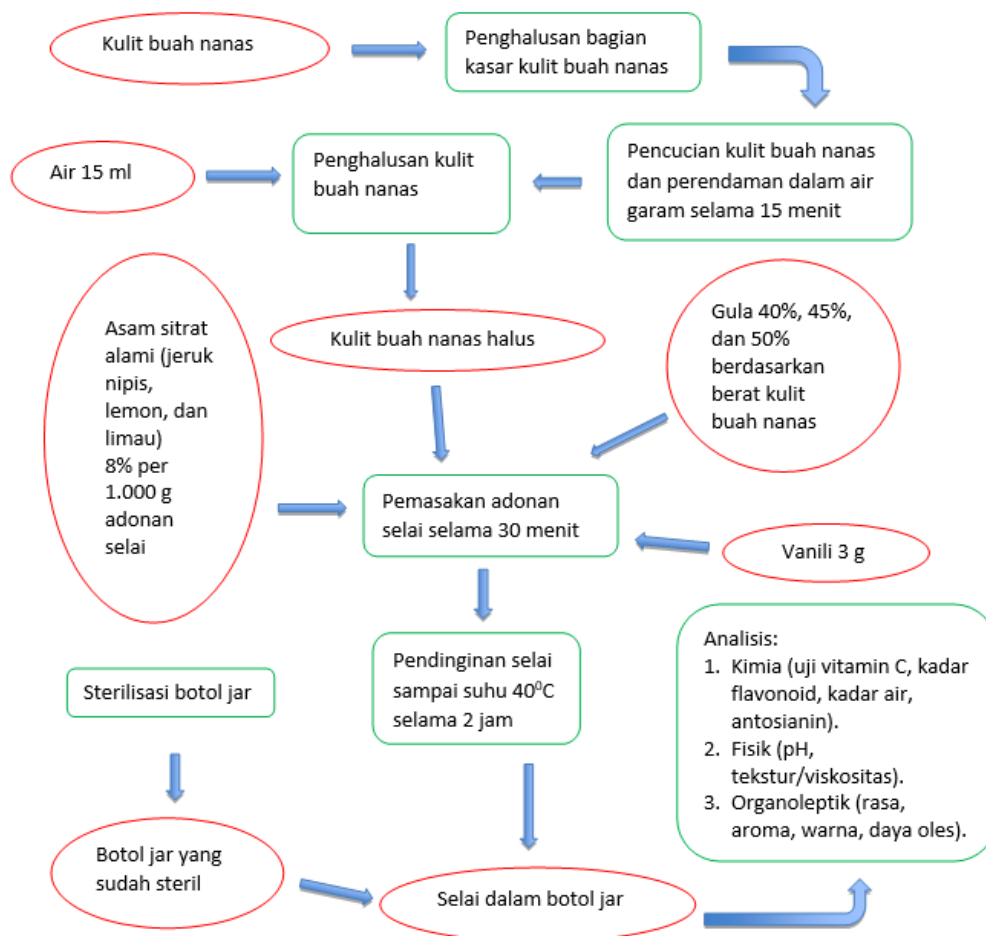 Kulit buah nanas
Penghalusan bagian
kasar kulit buah nanas
Pencucian kulit buah nanas
dan perendaman dalam air
garam selama 15 menit
Penghalusan kulit
buah nanas
Air 15 ml
Kulit buah nanas halus
Asam sitrat
alami (jeruk
nipis,
lemon, dan
limau)
8% per
1.000 g
adonan
selai
Gula 40%, 45%,
dan 50%
berdasarkan
berat kulit
buah nanas
Pemasakan adonan
selai selama 30 menit
Vanili 3 g
Pendinginan selai
sampai suhu 40⁰C
selama 2 jam
Sterilisasi botol jar
Botol jar yang
sudah steril
Selai dalam botol jar
Analisis:
1. Kimia (uji vitamin C, kadar
flavonoid, kadar air,
antosianin).
2. Fisik (pH,
tekstur/viskositas).
3. Organoleptik (rasa,
aroma, warna, daya oles).